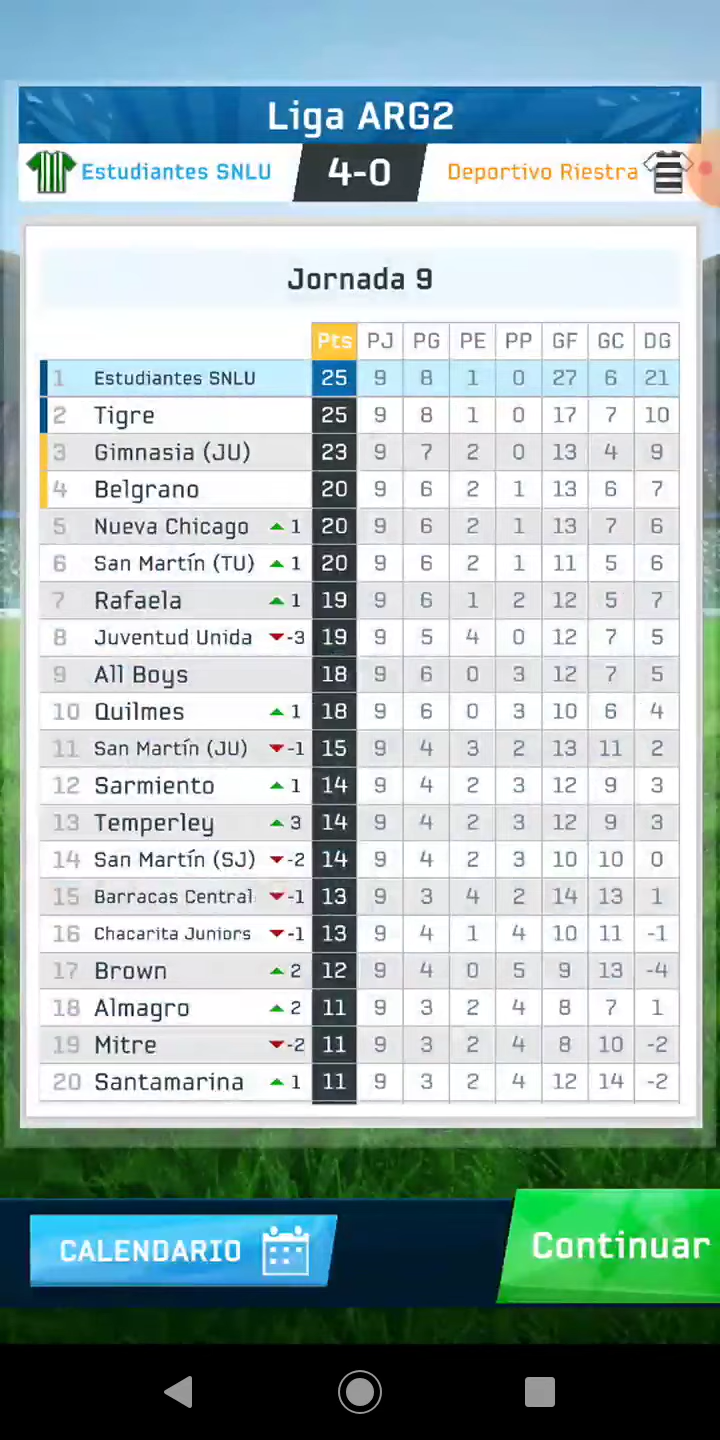 Liga ARG2
Estudiantes SNLU 4-0 Deportivo Riestra
Jornada 9
Pts PJ PG PE PP GF GC DG
1 Estudiantes SNLU 25 9 8 1 0 27 6 21
2 Tigre 25 9 8 1 0 17 7 10
3 Gimnasia (JU) 23 9 7 2 0 13 4 9
4 Belgrano 20 9 6 2 1 13 6 7
5 Nueva Chicago 1 20 9 6 2 1 13 7 6
6 San Martín (TU) 1 20 9 6 2 1 11 5 6
7 Rafaela 1 19 9 6 1 2 12 5 7
8 Juventud Unida -3 19 9 5 4 0 12 7 5
9 All Boys 18 9 6 0 3 12 7 5
10 Quilmes 1 18 9 6 0 3 10 6 4
11 San Martín (JU) -1 15 9 4 3 2 13 11 2
12 Sarmiento 1 14 9 4 2 3 12 9 3
13 Temperley 3 14 9 4 2 3 12 9 3
14 San Martín (SJ) -2 14 9 4 2 3 10 10 0
15 Barracas Central -1 13 9 3 4 2 14 13 1
16 Chacarita Juniors -1 13 9 4 1 4 10 11 -1
17 Brown 2 12 9 4 0 5 9 13 -4
18 Almagro 2 11 9 3 2 4 8 7 1
19 Mitre -2 11 9 3 2 4 8 10 -2
20 Santamarina 1 11 9 3 2 4 12 14 -2
CALENDARIO
Continuar